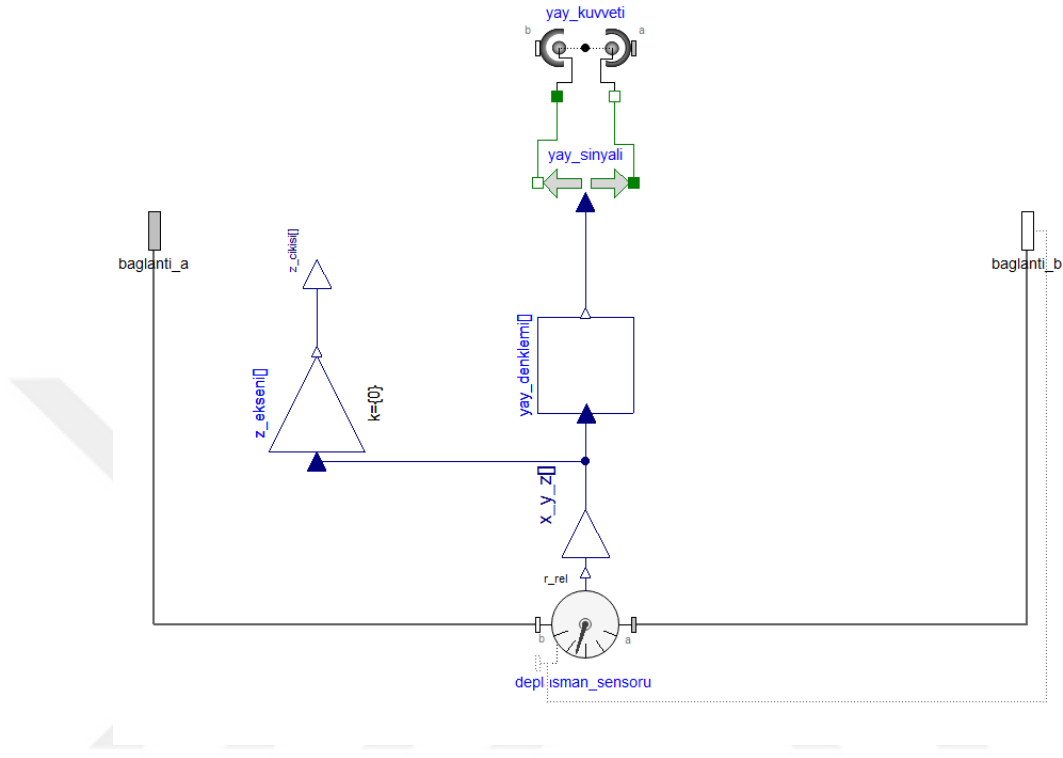 yay_kuvveti
b
a
yay_sinyali
z_cikisi[]
baglanti_a
baglanti_b
yay_denklemi[]
z_ekseni[]
k={0}
x_y_z[]
r_rel
b
a
deplasman_sensoru